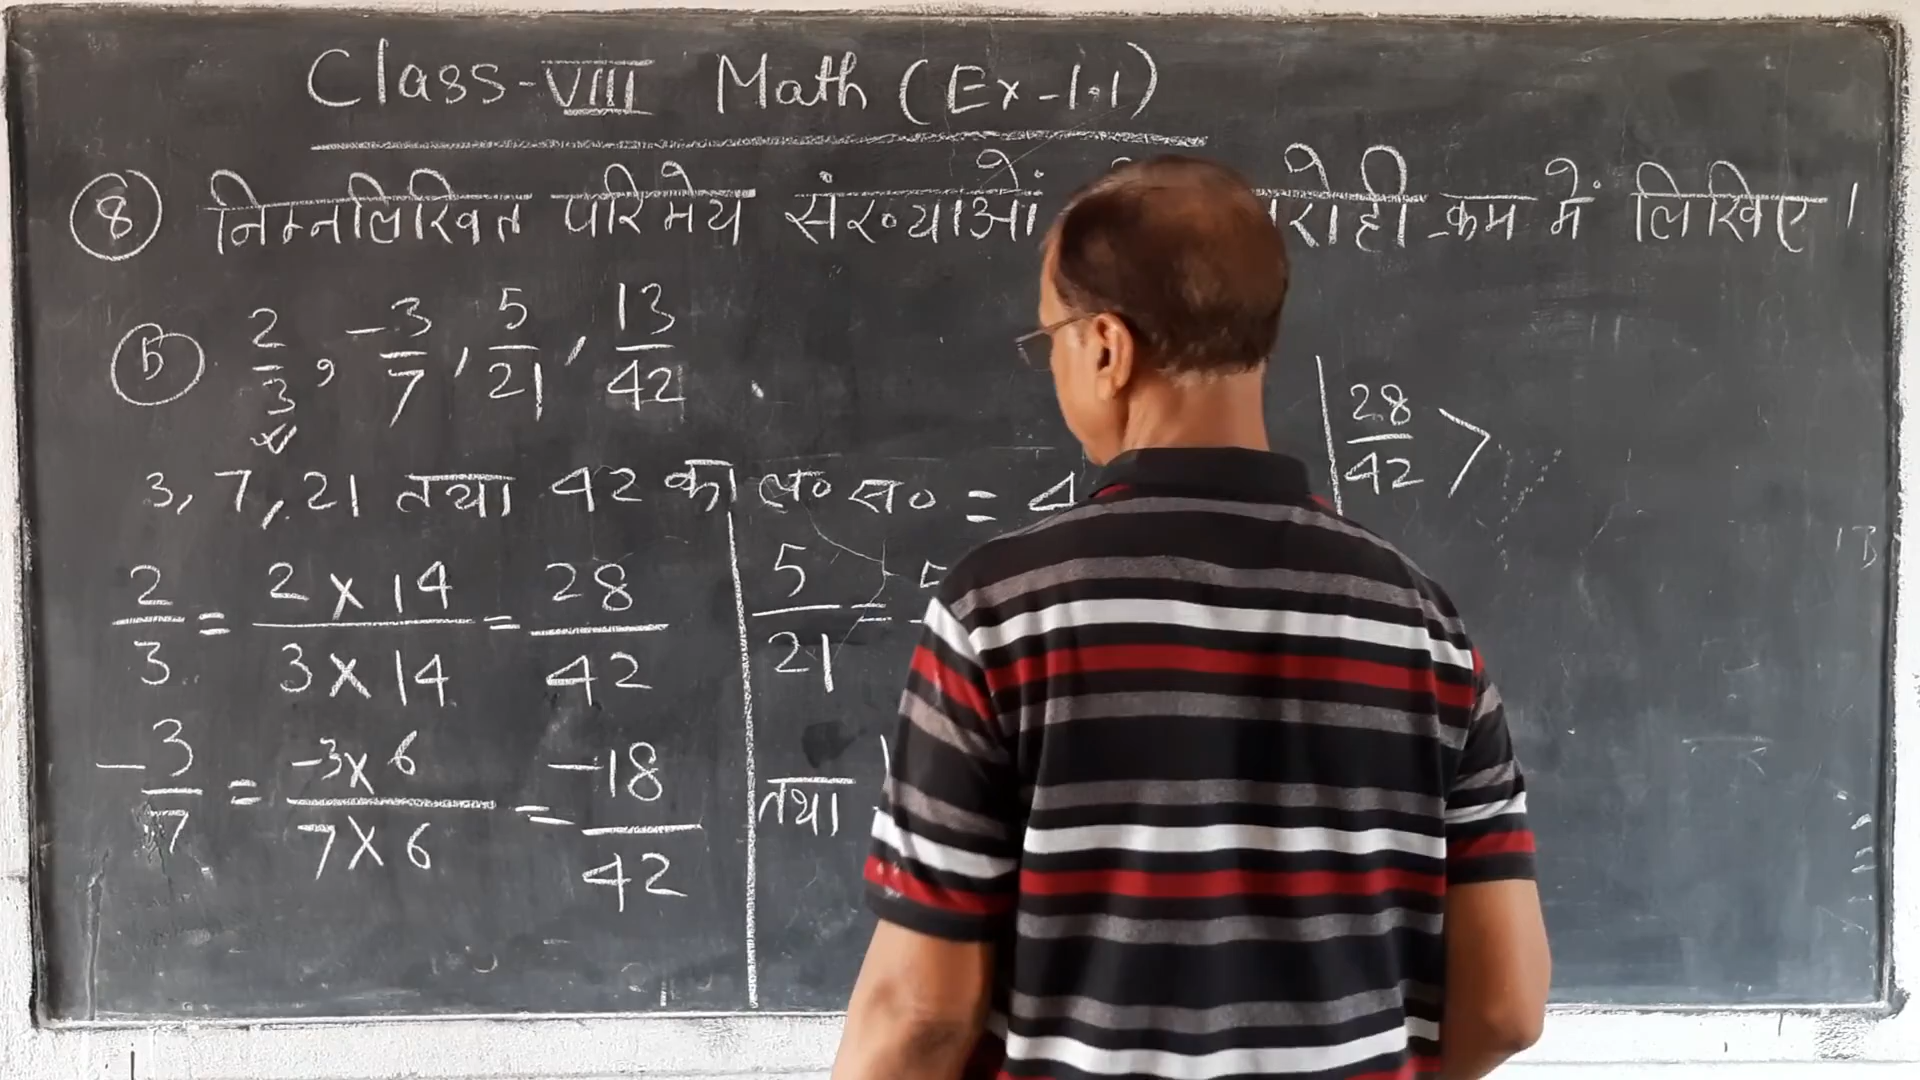 Class-VIII Math (Ex-1.1)
8 निम्नलिखित परिमेय संख्याओं रोही क्रम में लिखिए।
b 2/3, -3/7, 5/21, 13/42
3, 7, 21 तथा 42 का ल० स० = 4
2/3 = 2×14/3×14 = 28/42
-3/7 = -3×6/7×6 = -18/42
5/21 = 5
तथा
28/42 >